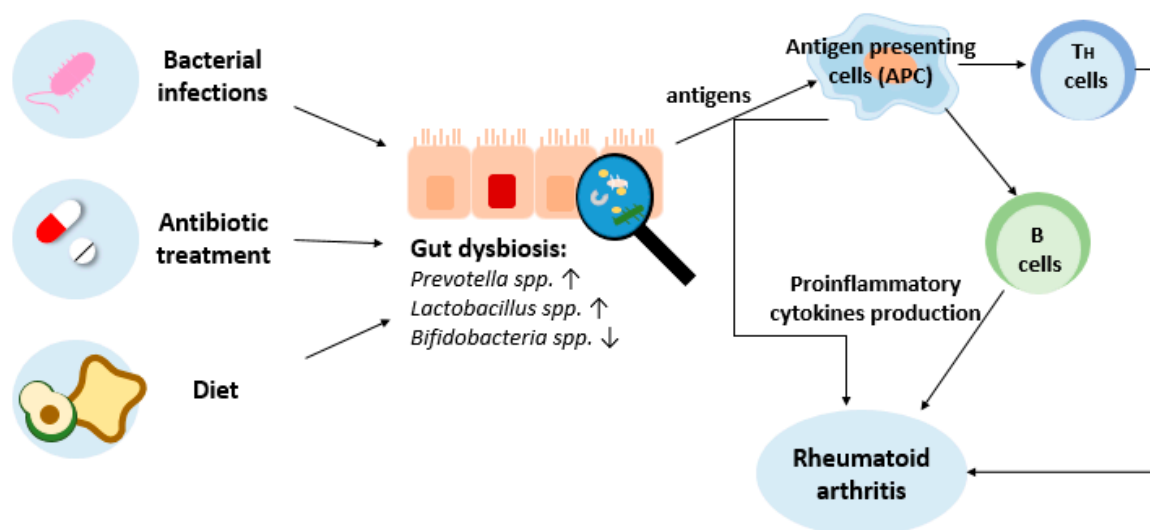 Bacterial
infections
Antibiotic
treatment
Diet
Gut dysbiosis:
Prevotella spp. ↑
Lactobacillus spp. ↑
Bifidobacteria spp. ↓
antigens
Antigen presenting
cells (APC)
TH
cells
B
cells
Proinflammatory
cytokines production
Rheumatoid
arthritis